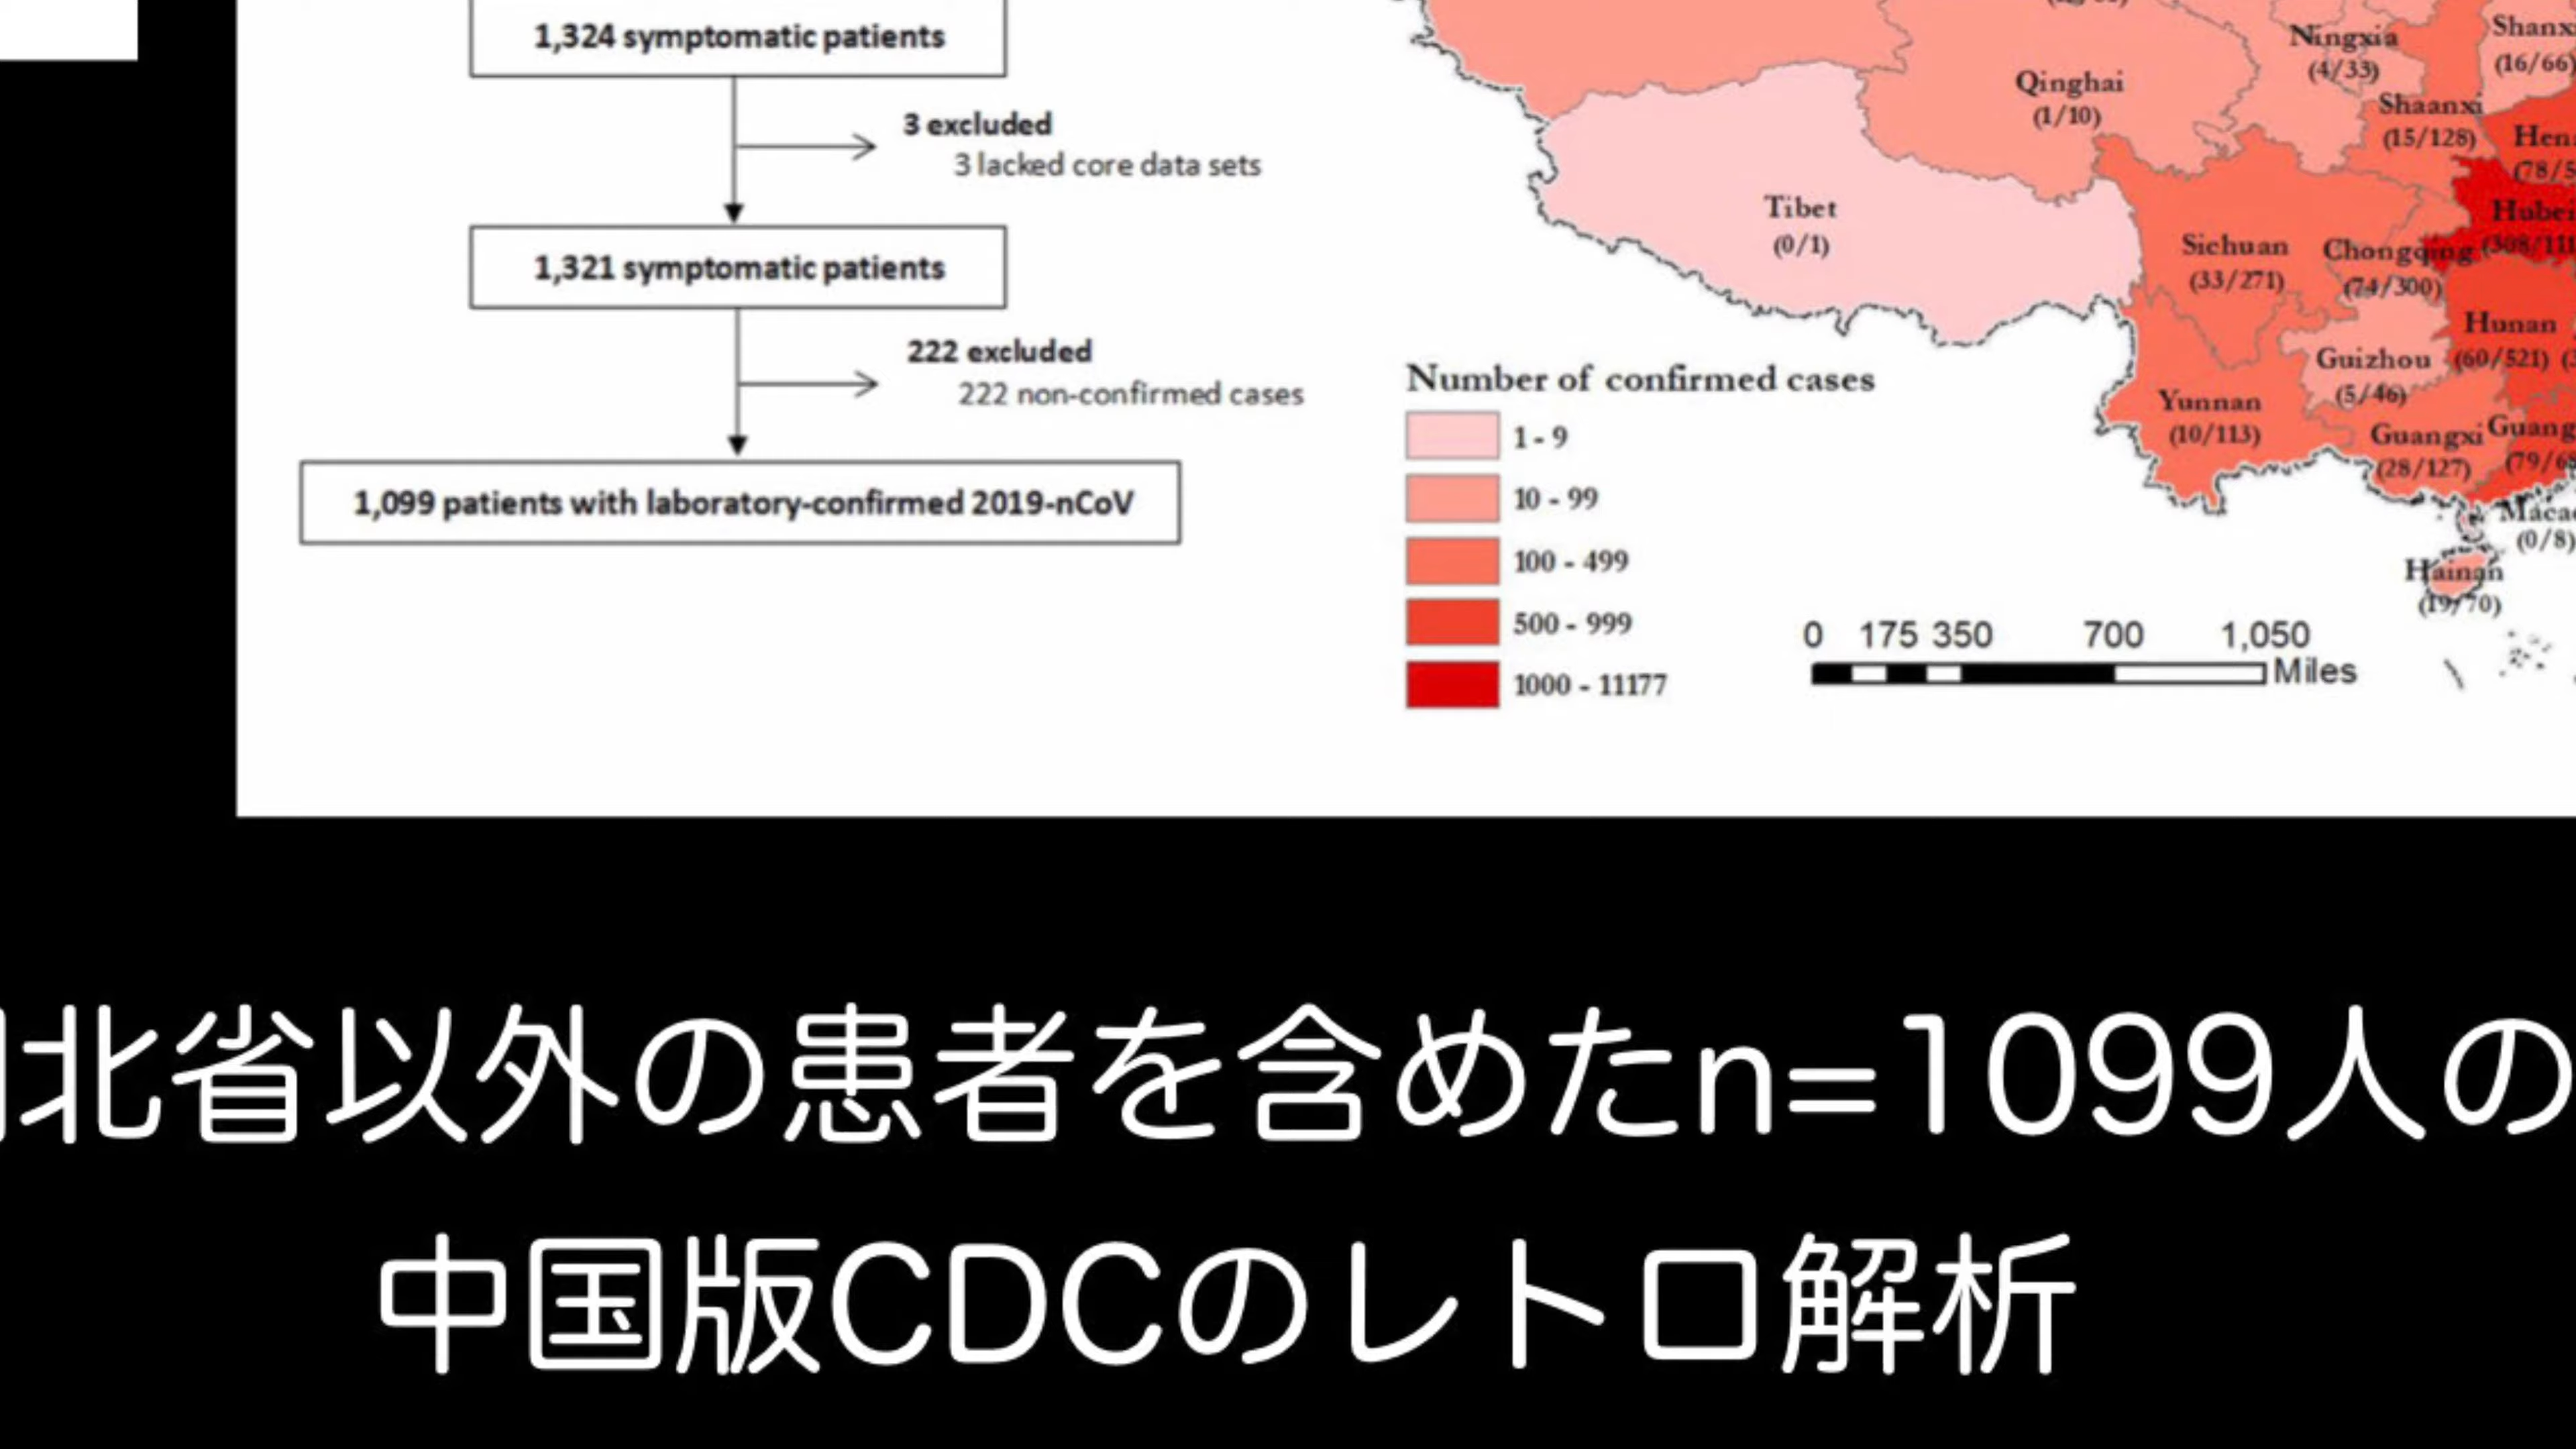 1,324 symptomatic patients
3 excluded
3 lacked core data sets
1,321 symptomatic patients
222 excluded
222 non-confirmed cases
1,099 patients with laboratory-confirmed 2019-nCoV
Ningxia
(4/33)
(16/66)
Qinghai
(1/10)
Shaanxi
(15/128)
Tibet
(0/1)
Hubei
Sichuan
(33/271)
Chongqing
(74/300)
Hunan
(60/521)
Guizhou
(5/46)
Yunnan
(10/113)
Guangxi
(28/127)
(0/8)
Hainan
(19/70)
Number of confirmed cases
1 - 9
10 - 99
100 - 499
500 - 999
1000 - 11177
0 175 350 700 1,050
Miles
北省以外の患者を含めたn=1099人の
中国版CDCのレトロ解析